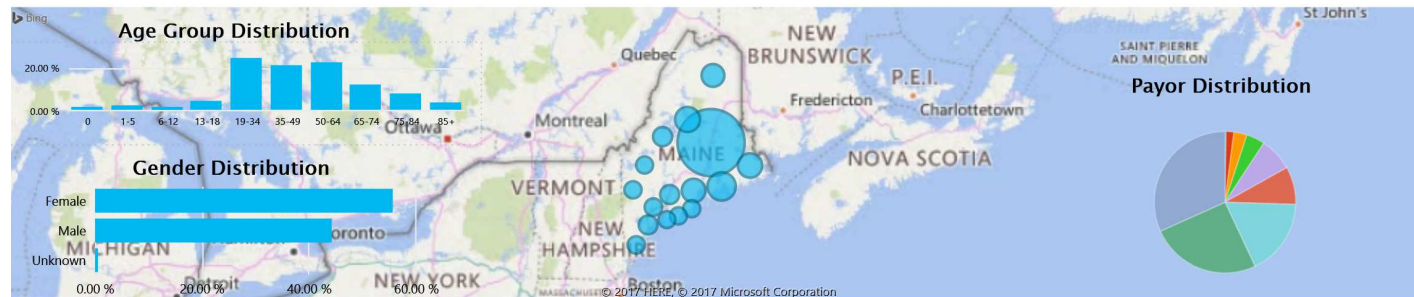 bing
Age Group Distribution
20.00 %
0.00 %
0
1-5
6-12
13-18
19-34
35-49
50-64
65-74
75-84
85+
Gender Distribution
Female
Male
Unknown
0.00 %
20.00 %
40.00 %
60.00 %
Ottawa
Montreal
Quebec
NEW
BRUNSWICK
Fredericton
P.E.I.
Charlottetown
MAINE
NOVA SCOTIA
VERMONT
NEW
HAMPSHIRE
MICHIGAN
oronto
Detroit
NEW YORK
MASSACHUSETTS
Boston
© 2017 HERE, © 2017 Microsoft Corporation
St John's
SAINT PIERRE
AND MIQUELON
Payor Distribution